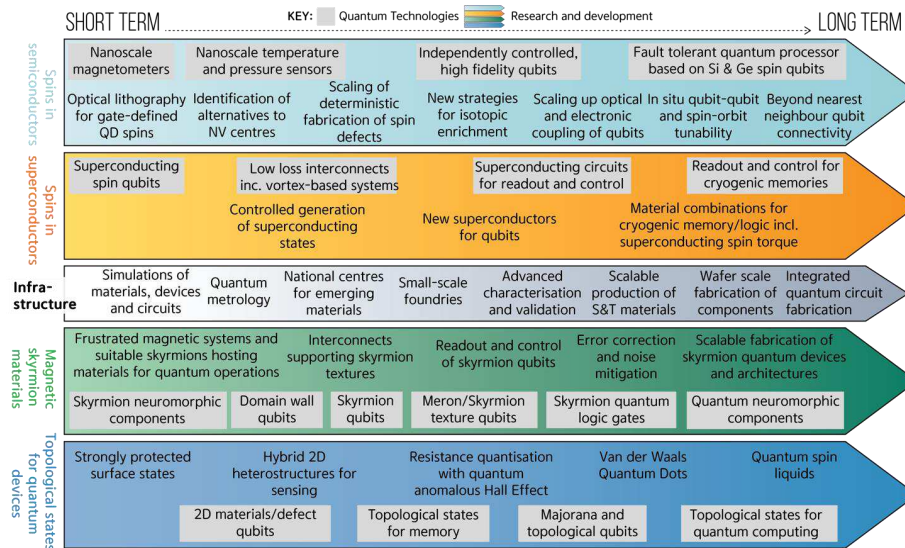 KEY: Quantum Technologies Research and development
SHORT TERM LONG TERM
Spins in
semiconductors
Nanoscale
magnetometers
Nanoscale temperature
and pressure sensors
Independently controlled,
high fidelity qubits
Fault tolerant quantum processor
based on Si & Ge spin qubits
Optical lithography
for gate-defined
QD spins
Identification of
alternatives to
NV centres
Scaling of
deterministic
fabrication of spin
defects
New strategies
for isotopic
enrichment
Scaling up optical
and electronic
coupling of qubits
In situ qubit-qubit
and spin-orbit
tunability
Beyond nearest
neighbour qubit
connectivity
Spins in
superconductors
Superconducting
spin qubits
Low loss interconnects
inc. vortex-based systems
Superconducting circuits
for readout and control
Readout and control for
cryogenic memories
Controlled generation
of superconducting
states
New superconductors
for qubits
Material combinations for
cryogenic memory/logic incl.
superconducting spin torque
Infra-
structure
Simulations of
materials, devices
and circuits
Quantum
metrology
National centres
for emerging
materials
Small-scale
foundries
Advanced
characterisation
and validation
Scalable
production of
S&T materials
Wafer scale
fabrication of
components
Integrated
quantum circuit
fabrication
Magnetic
skyrmion
materials
Frustrated magnetic systems and
suitable skyrmions hosting
materials for quantum operations
Interconnects
supporting skyrmion
textures
Readout and control
of skyrmion qubits
Error correction
and noise
mitigation
Scalable fabrication of
skyrmion quantum devices
and architectures
Skyrmion neuromorphic
components
Domain wall
qubits
Skyrmion
qubits
Meron/Skyrmion
texture qubits
Skyrmion quantum
logic gates
Quantum neuromorphic
components
Topological states
for quantum
devices
Strongly protected
surface states
Hybrid 2D
heterostructures for
sensing
Resistance quantisation
with quantum
anomalous Hall Effect
Van der Waals
Quantum Dots
Quantum spin
liquids
2D materials/defect
qubits
Topological states
for memory
Majorana and
topological qubits
Topological states for
quantum computing